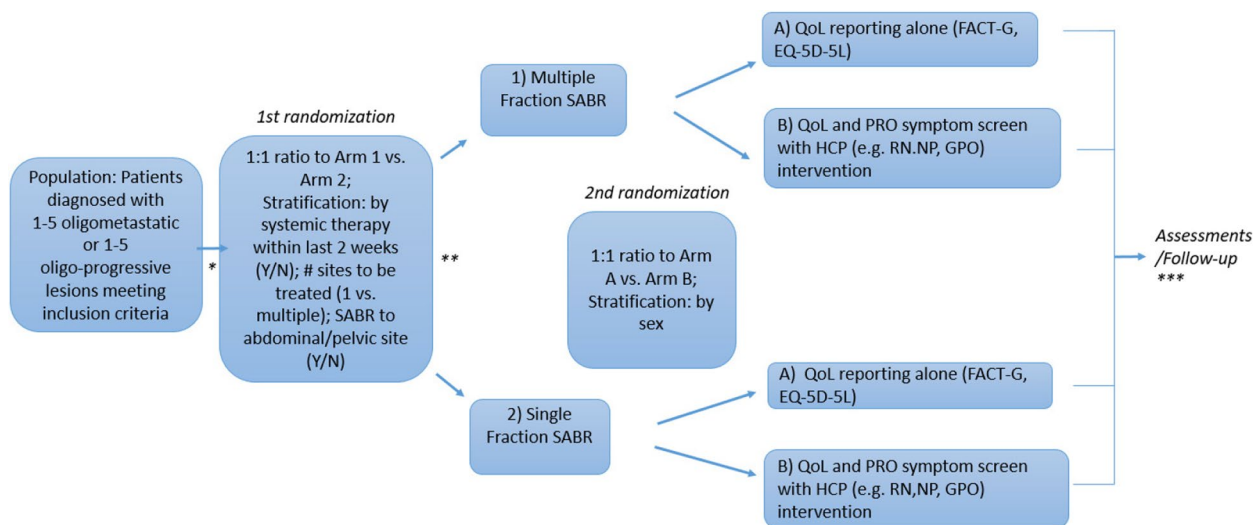 Population: Patients
diagnosed with
1-5 oligometastatic
or 1-5
oligo-progressive
lesions meeting
inclusion criteria
*
1st randomization
1:1 ratio to Arm 1 vs.
Arm 2;
Stratification: by
systemic therapy
within last 2 weeks
(Y/N); # sites to be
treated (1 vs.
multiple); SABR to
abdominal/pelvic site
(Y/N)
**
1) Multiple
Fraction SABR
2) Single
Fraction SABR
2nd randomization
1:1 ratio to Arm
A vs. Arm B;
Stratification: by
sex
A) QoL reporting alone (FACT-G,
EQ-5D-5L)
B) QoL and PRO symptom screen
with HCP (e.g. RN.NP, GPO)
intervention
A) QoL reporting alone (FACT-G,
EQ-5D-5L)
B) QoL and PRO symptom screen
with HCP (e.g. RN,NP, GPO)
intervention
Assessments
/Follow-up
***